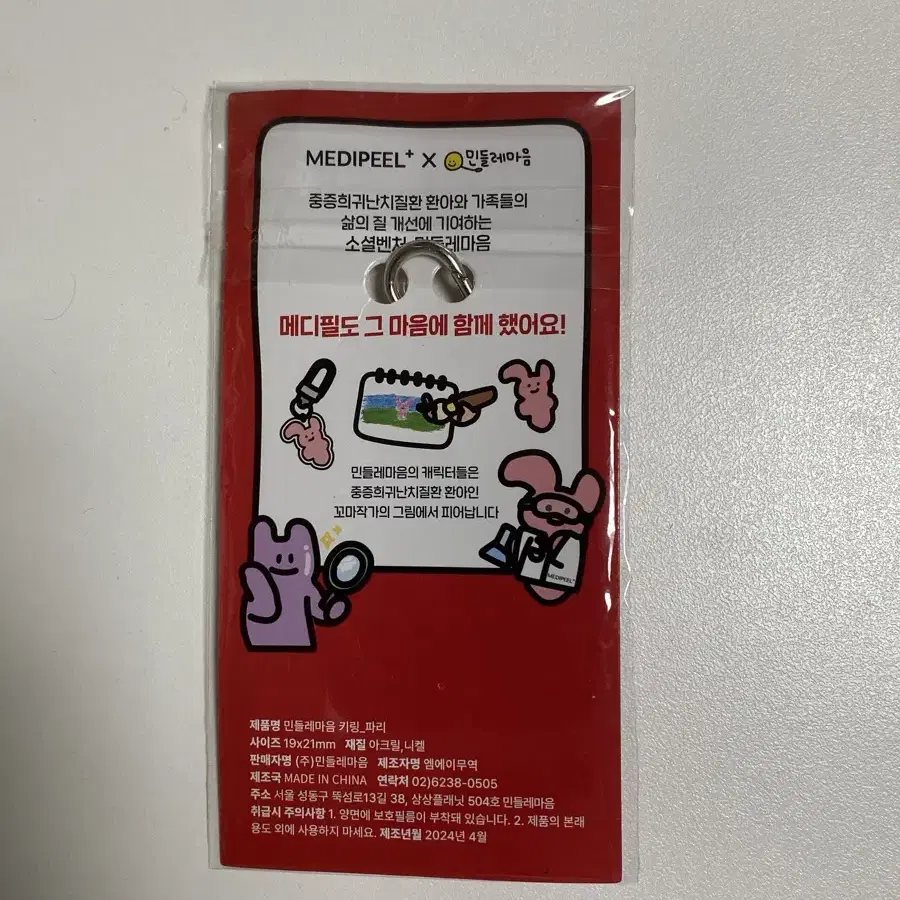 MEDIPEEL+ X 민들레마음
중증희귀난치질환 환아와 가족들의
삶의 질 개선에 기여하는
소셜벤처 민들레마음
메디필도 그 마음에 함께 했어요!
민들레마음의 캐릭터들은
중증희귀난치질환 환아인
꼬마작가의 그림에서 피어납니다
MEDIPEEL+
제품명 민들레마음 키링_파리
사이즈 19x21mm 재질 아크릴,니켈
판매자명 (주)민들레마음 제조자명 엠에이무역
제조국 MADE IN CHINA 연락처 02)6238-0505
주소 서울 성동구 뚝섬로13길 38, 상상플래닛 504호 민들레마음
취급시 주의사항 1. 양면에 보호필름이 부착돼 있습니다. 2. 제품의 본래
용도 외에 사용하지 마세요. 제조년월 2024년 4월